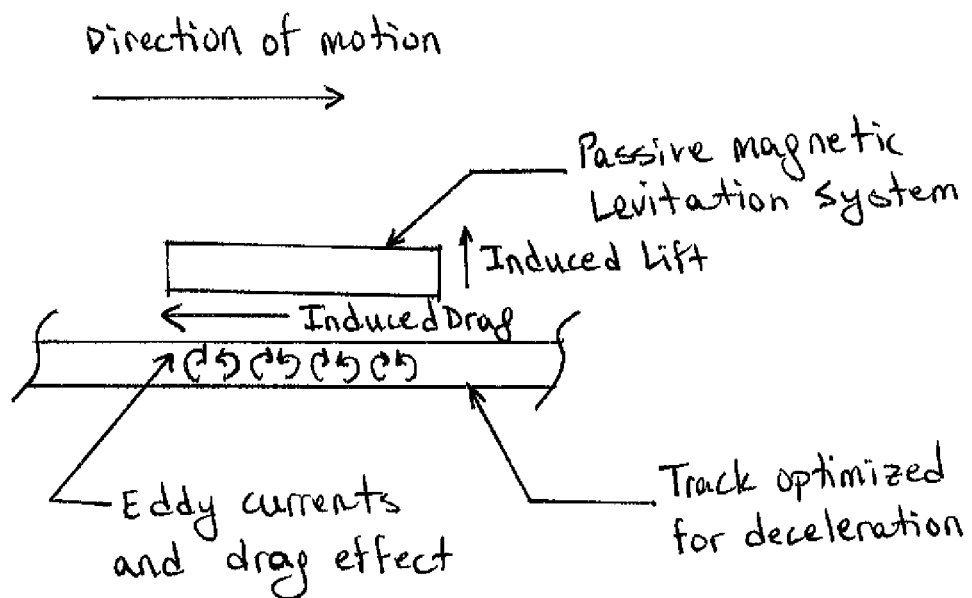 Direction of motion
Passive magnetic
Levitation System
Induced Lift
Induced Drag
Eddy currents
and drag effect
Track optimized
for deceleration